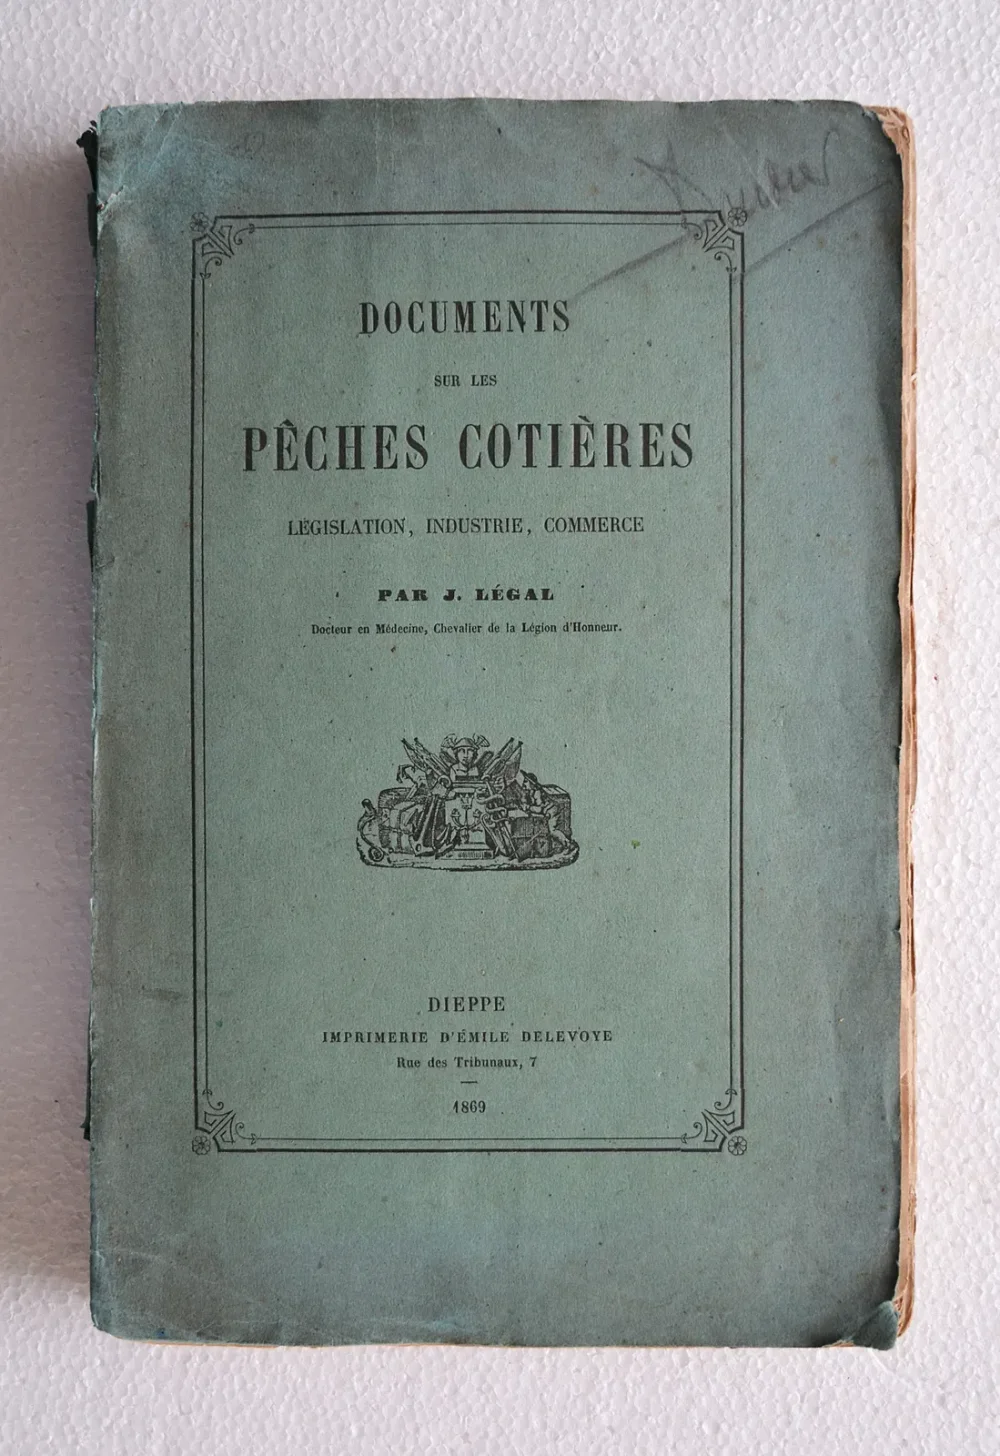 DOCUMENTS
SUR LES
PÊCHES COTIÈRES
LÉGISLATION, INDUSTRIE, COMMERCE
PAR J. LÉGAL
Docteur en Médecine, Chevalier de la Légion d'Honneur.
DIEPPE
IMPRIMERIE D'ÉMILE DELEVOYE
Rue des Tribunaux, 7
1869